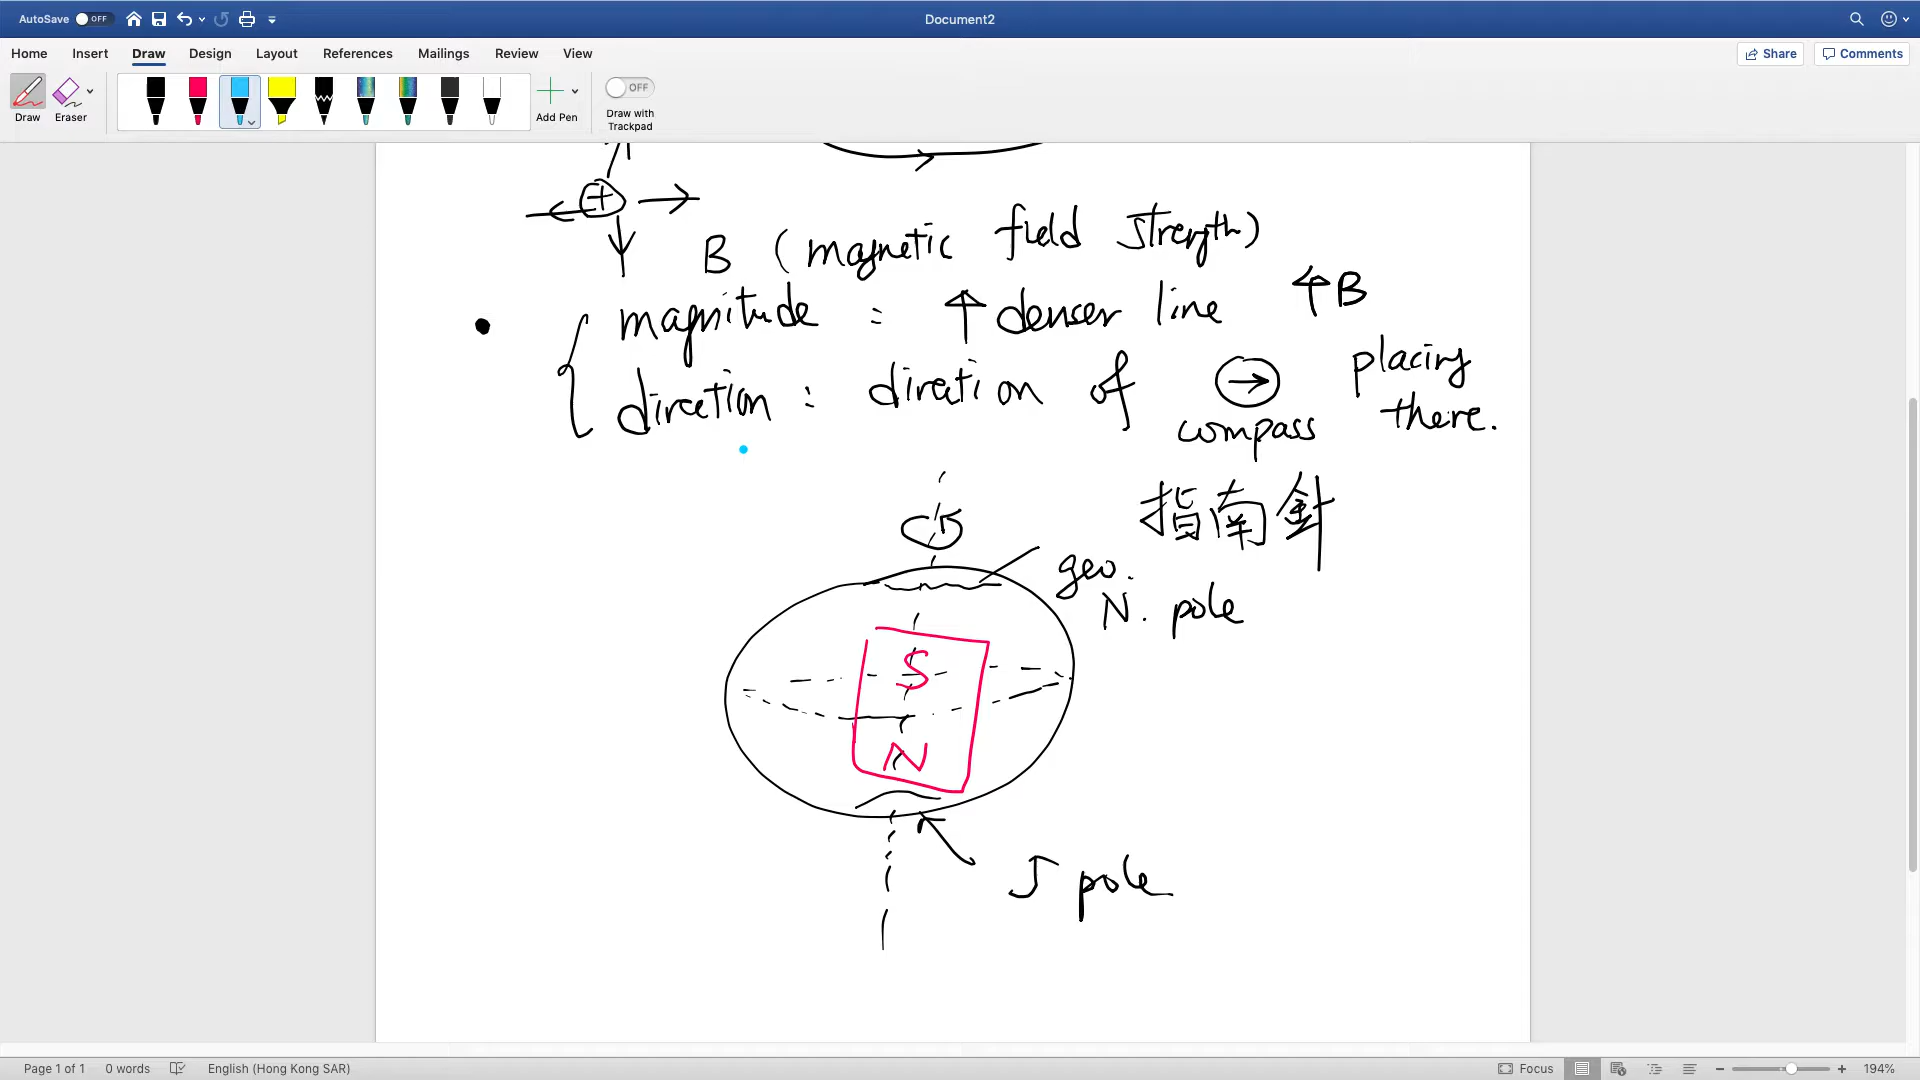 AutoSave OFF Document2
Home Insert Draw Design Layout References Mailings Review View Share Comments
OFF
Draw Eraser Add Pen Draw with
Trackpad
+
B (magnetic field strength)
magnitude : ↑ denser line ↑B
direction : direction of → placing
there.
compass
指南針
geo.
N. pole
S
N
S pole
Page 1 of 1 0 words English (Hong Kong SAR) Focus 194%